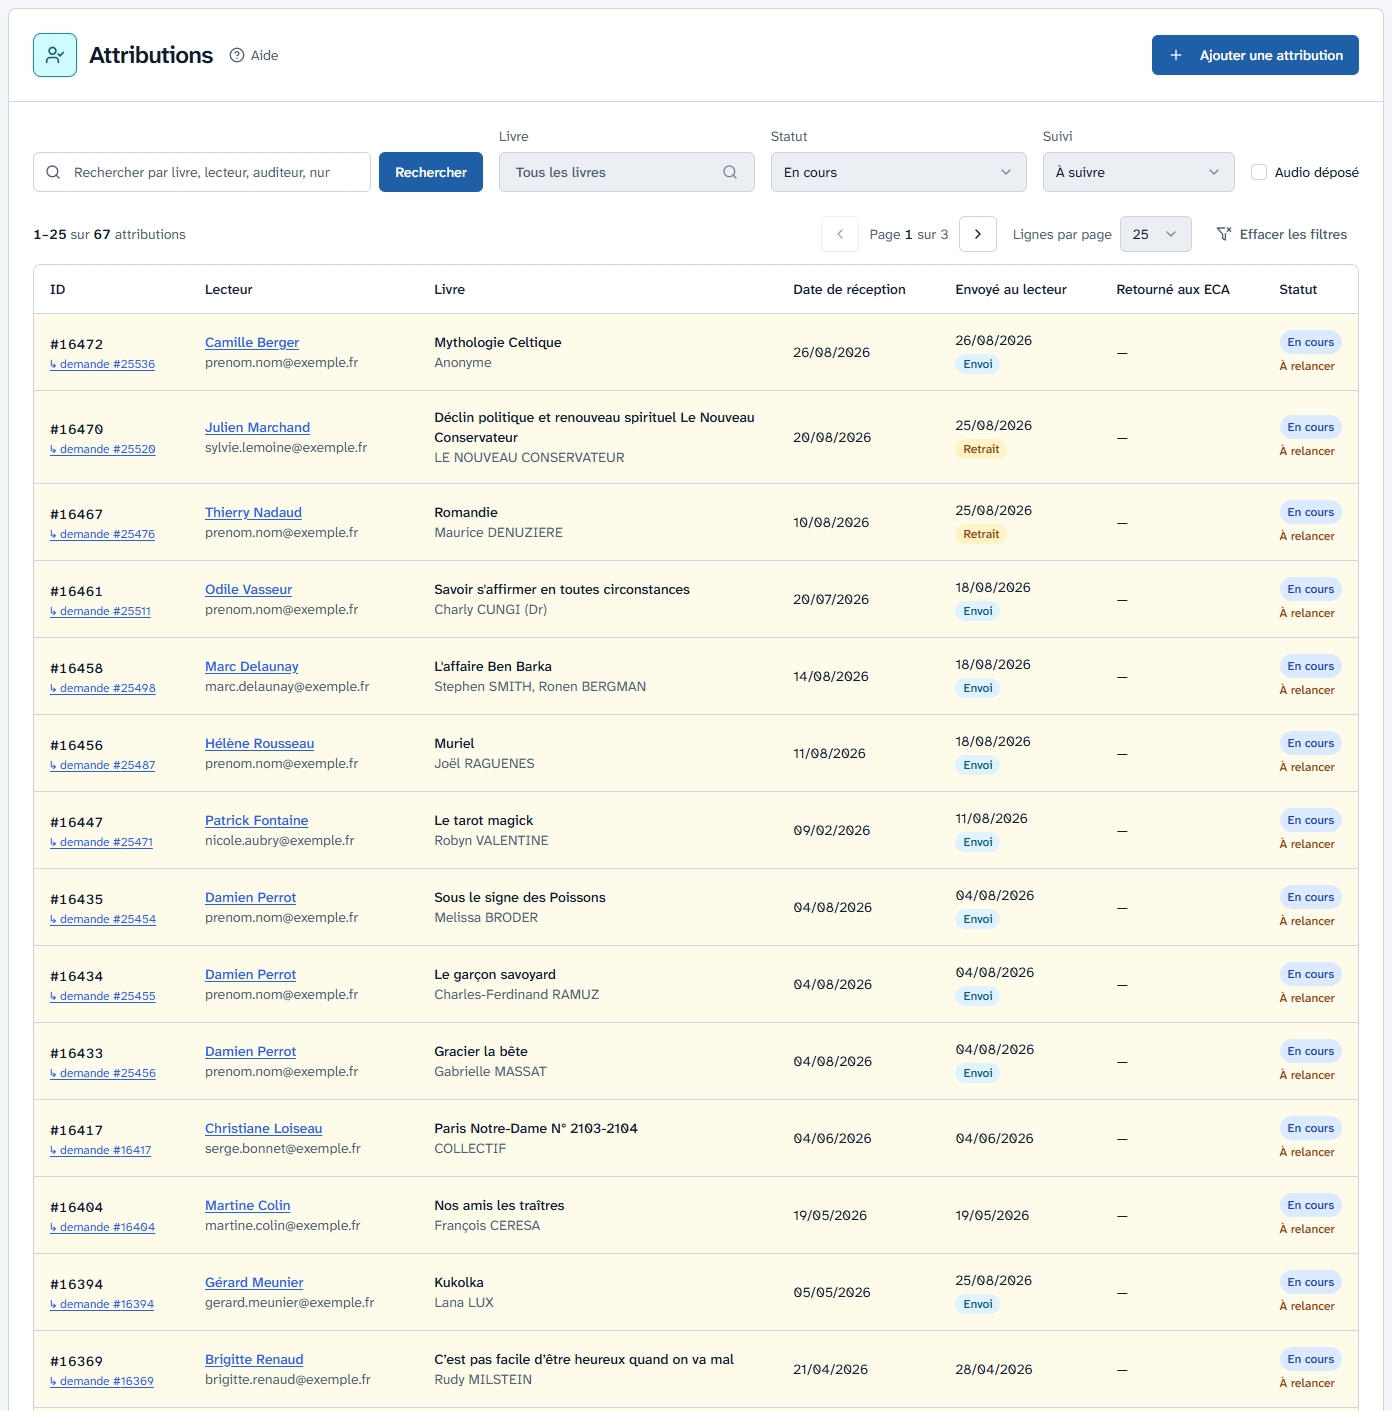 Attributions
Aide
Ajouter une attribution
Livre
Statut
Suivi
Rechercher par livre, lecteur, auditeur, nur
Rechercher
Tous les livres
En cours
À suivre
Audio déposé
1–25 sur 67 attributions
Page 1 sur 3
Lignes par page
25
Effacer les filtres
ID
Lecteur
Livre
Date de réception
Envoyé au lecteur
Retourné aux ECA
Statut
#16472
↳ demande #25536
Camille Berger
prenom.nom@exemple.fr
Mythologie Celtique
Anonyme
26/08/2026
26/08/2026
Envoi
—
En cours
À relancer
#16470
↳ demande #25520
Julien Marchand
sylvie.lemoine@exemple.fr
Déclin politique et renouveau spirituel Le Nouveau
Conservateur
LE NOUVEAU CONSERVATEUR
20/08/2026
25/08/2026
Retrait
—
En cours
À relancer
#16467
↳ demande #25476
Thierry Nadaud
prenom.nom@exemple.fr
Romandie
Maurice DENUZIERE
10/08/2026
25/08/2026
Retrait
—
En cours
À relancer
#16461
↳ demande #25511
Odile Vasseur
prenom.nom@exemple.fr
Savoir s'affirmer en toutes circonstances
Charly CUNGI (Dr)
20/07/2026
18/08/2026
Envoi
—
En cours
À relancer
#16458
↳ demande #25498
Marc Delaunay
marc.delaunay@exemple.fr
L'affaire Ben Barka
Stephen SMITH, Ronen BERGMAN
14/08/2026
18/08/2026
Envoi
—
En cours
À relancer
#16456
↳ demande #25487
Hélène Rousseau
prenom.nom@exemple.fr
Muriel
Joël RAGUENES
11/08/2026
18/08/2026
Envoi
—
En cours
À relancer
#16447
↳ demande #25471
Patrick Fontaine
nicole.aubry@exemple.fr
Le tarot magick
Robyn VALENTINE
09/02/2026
11/08/2026
Envoi
—
En cours
À relancer
#16435
↳ demande #25454
Damien Perrot
prenom.nom@exemple.fr
Sous le signe des Poissons
Melissa BRODER
04/08/2026
04/08/2026
Envoi
—
En cours
À relancer
#16434
↳ demande #25455
Damien Perrot
prenom.nom@exemple.fr
Le garçon savoyard
Charles-Ferdinand RAMUZ
04/08/2026
04/08/2026
Envoi
—
En cours
À relancer
#16433
↳ demande #25456
Damien Perrot
prenom.nom@exemple.fr
Gracier la bête
Gabrielle MASSAT
04/08/2026
04/08/2026
Envoi
—
En cours
À relancer
#16417
↳ demande #16417
Christiane Loiseau
serge.bonnet@exemple.fr
Paris Notre-Dame N° 2103-2104
COLLECTIF
04/06/2026
04/06/2026
—
En cours
À relancer
#16404
↳ demande #16404
Martine Colin
martine.colin@exemple.fr
Nos amis les traîtres
François CERESA
19/05/2026
19/05/2026
—
En cours
À relancer
#16394
↳ demande #16394
Gérard Meunier
gerard.meunier@exemple.fr
Kukolka
Lana LUX
05/05/2026
25/08/2026
Envoi
—
En cours
À relancer
#16369
↳ demande #16369
Brigitte Renaud
brigitte.renaud@exemple.fr
C’est pas facile d’être heureux quand on va mal
Rudy MILSTEIN
21/04/2026
28/04/2026
—
En cours
À relancer